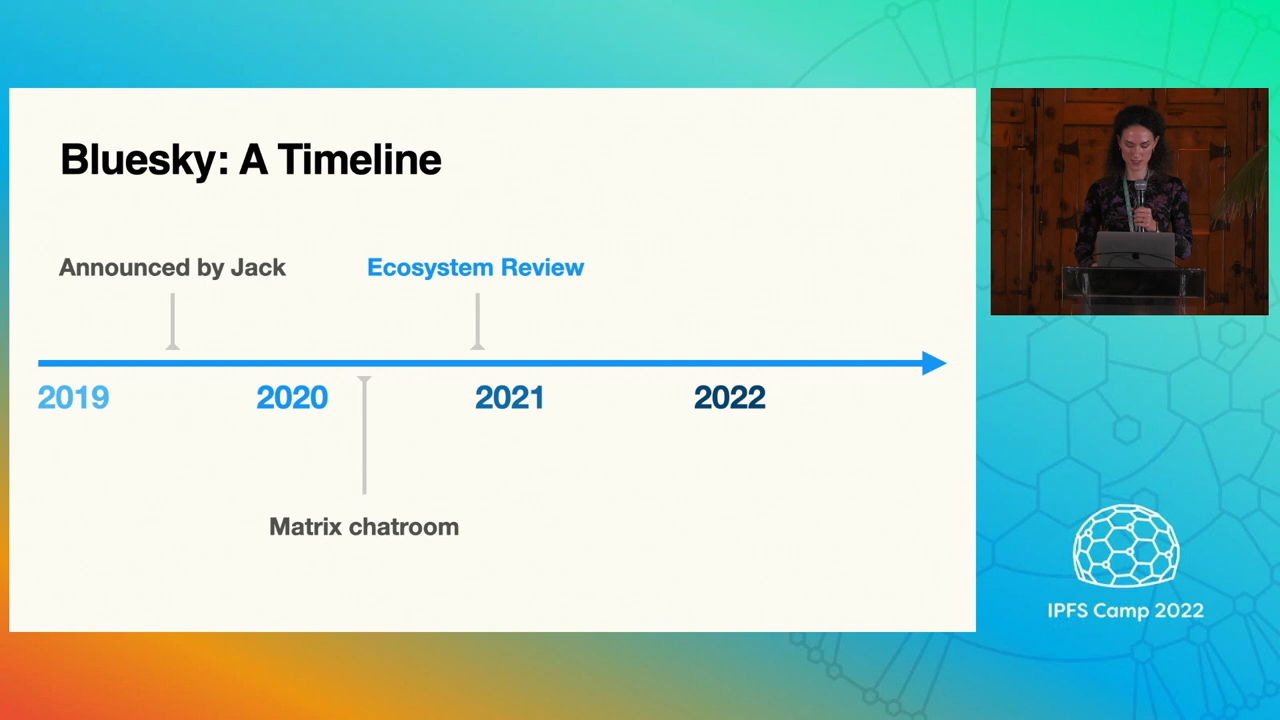 Bluesky: A Timeline
Announced by Jack
Ecosystem Review
2019
2020
2021
2022
Matrix chatroom
IPFS Camp 2022